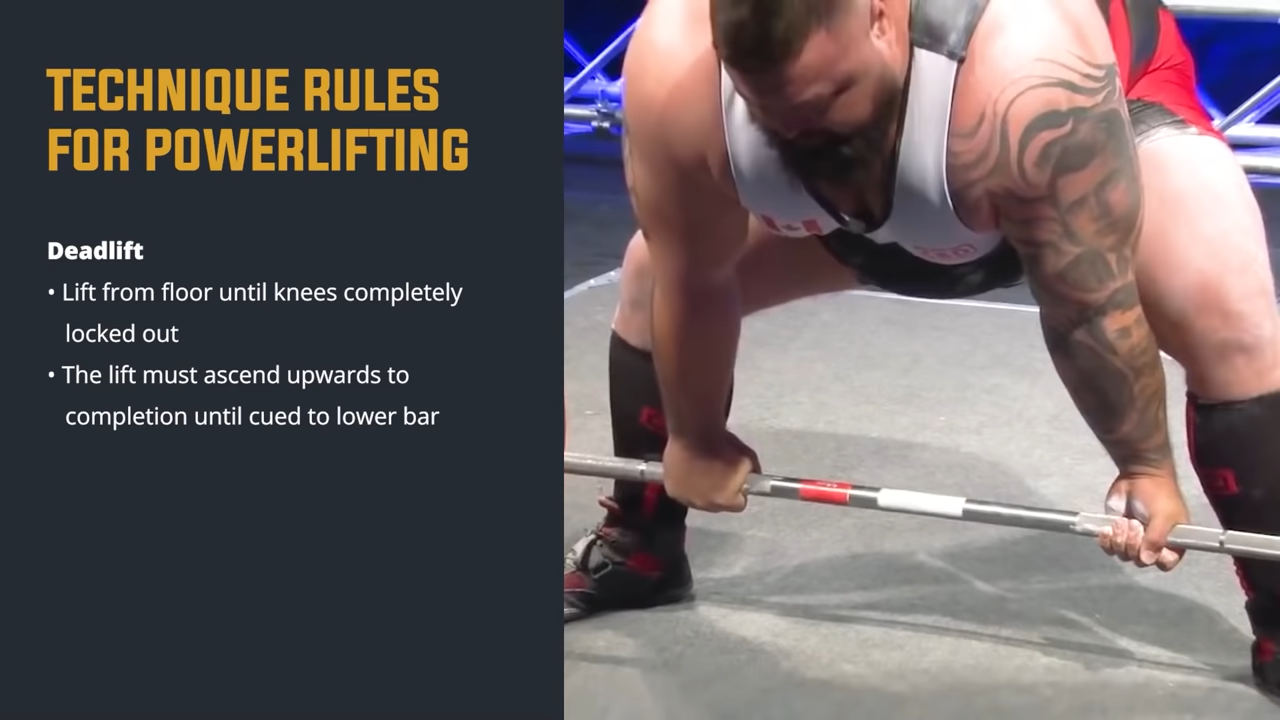 TECHNIQUE RULES
FOR POWERLIFTING
Deadlift
• Lift from floor until knees completely
locked out
• The lift must ascend upwards to
completion until cued to lower bar